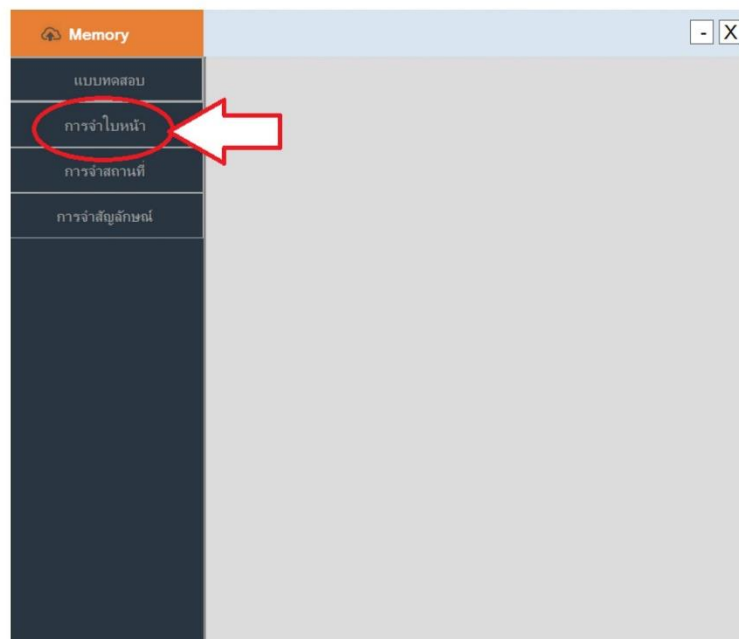 Memory
- X
แบบทดสอบ
การจำใบหน้า
การจำสถานที่
การจำสัญลักษณ์